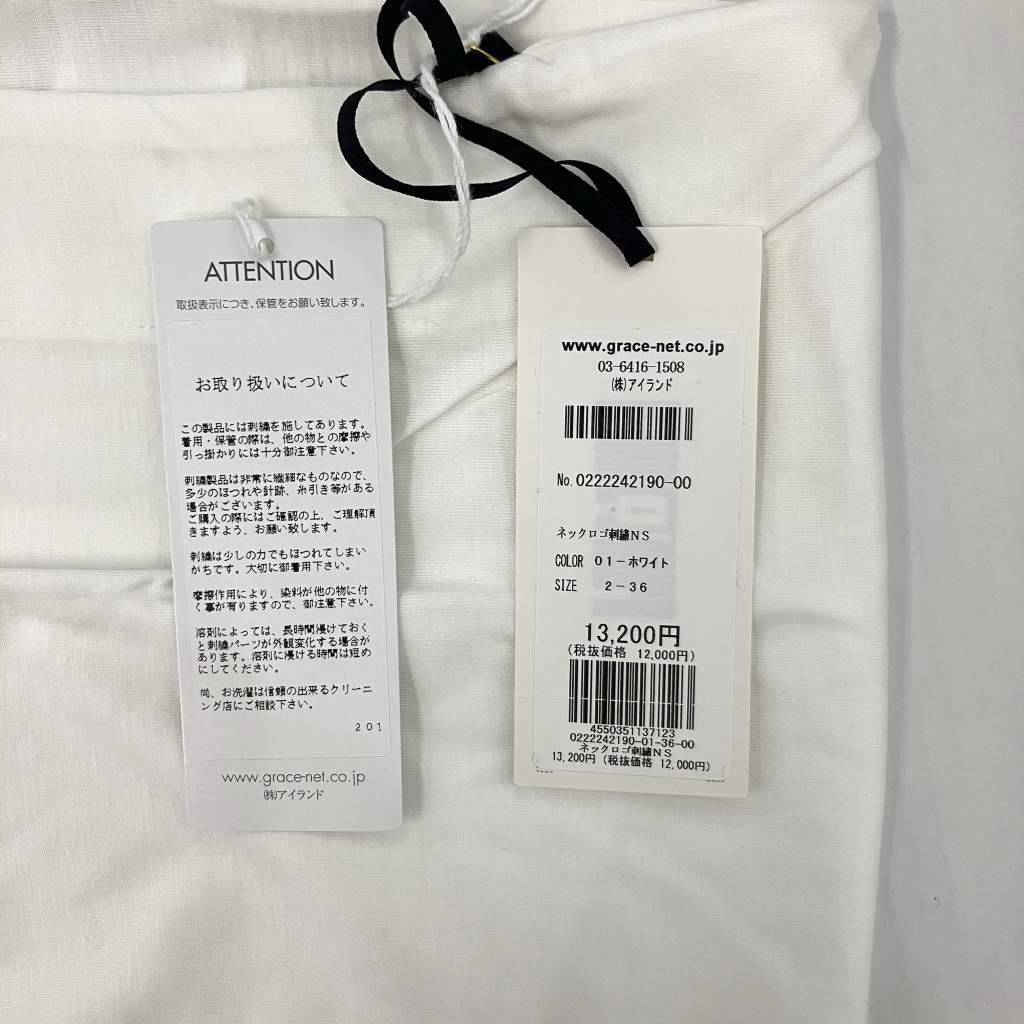 ATTENTION
取扱表示につき、保管をお願い致します。
お取り扱いについて
この製品には刺繍を施してあります。
着用・保管の際は、他の物との摩擦や
引っ掛かりには十分御注意下さい。
刺繍製品は非常に繊細なものなので、
多少のほつれや針跡、糸引き等がある
場合がございます。
ご購入の際にはご確認の上、ご理解頂
きますよう、お願い致します。
刺繍は少しの力でもほつれてしまい
がちです。大切に御着用下さい。
摩擦作用により、染料が他の物に付
く事が有りますので、御注意下さい。
溶剤によっては、長時間浸けておく
と刺繍パーツが外観変化する場合が
あります。溶剤に浸ける時間は短め
にしてください。
尚、お洗濯は信頼の出来るクリーニ
ング店にご相談下さい。
201
www.grace-net.co.jp
㈱アイランド
www.grace-net.co.jp
03-6416-1508
(株)アイランド
No.0222242190-00
ネックロゴ刺繍NS
COLOR 01-ホワイト
SIZE 2-36
13,200円
(税抜価格 12,000円)
4550351137123
0222242190-01-36-00
ネックロゴ刺繍NS
13,200円 (税抜価格 12,000円)